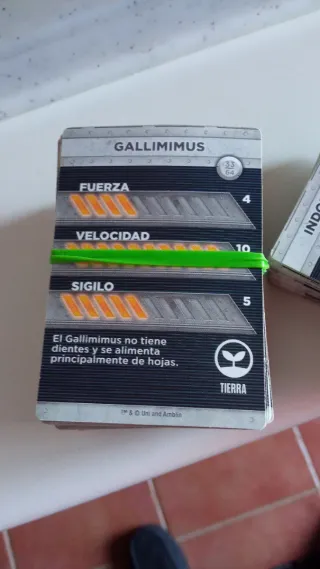 GALLIMIMUS
33
64
FUERZA
4
VELOCIDAD
10
SIGILO
5
El Gallimimus no tiene
dientes y se alimenta
principalmente de hojas.
TIERRA
™ & © Uni and Amblin
INDO